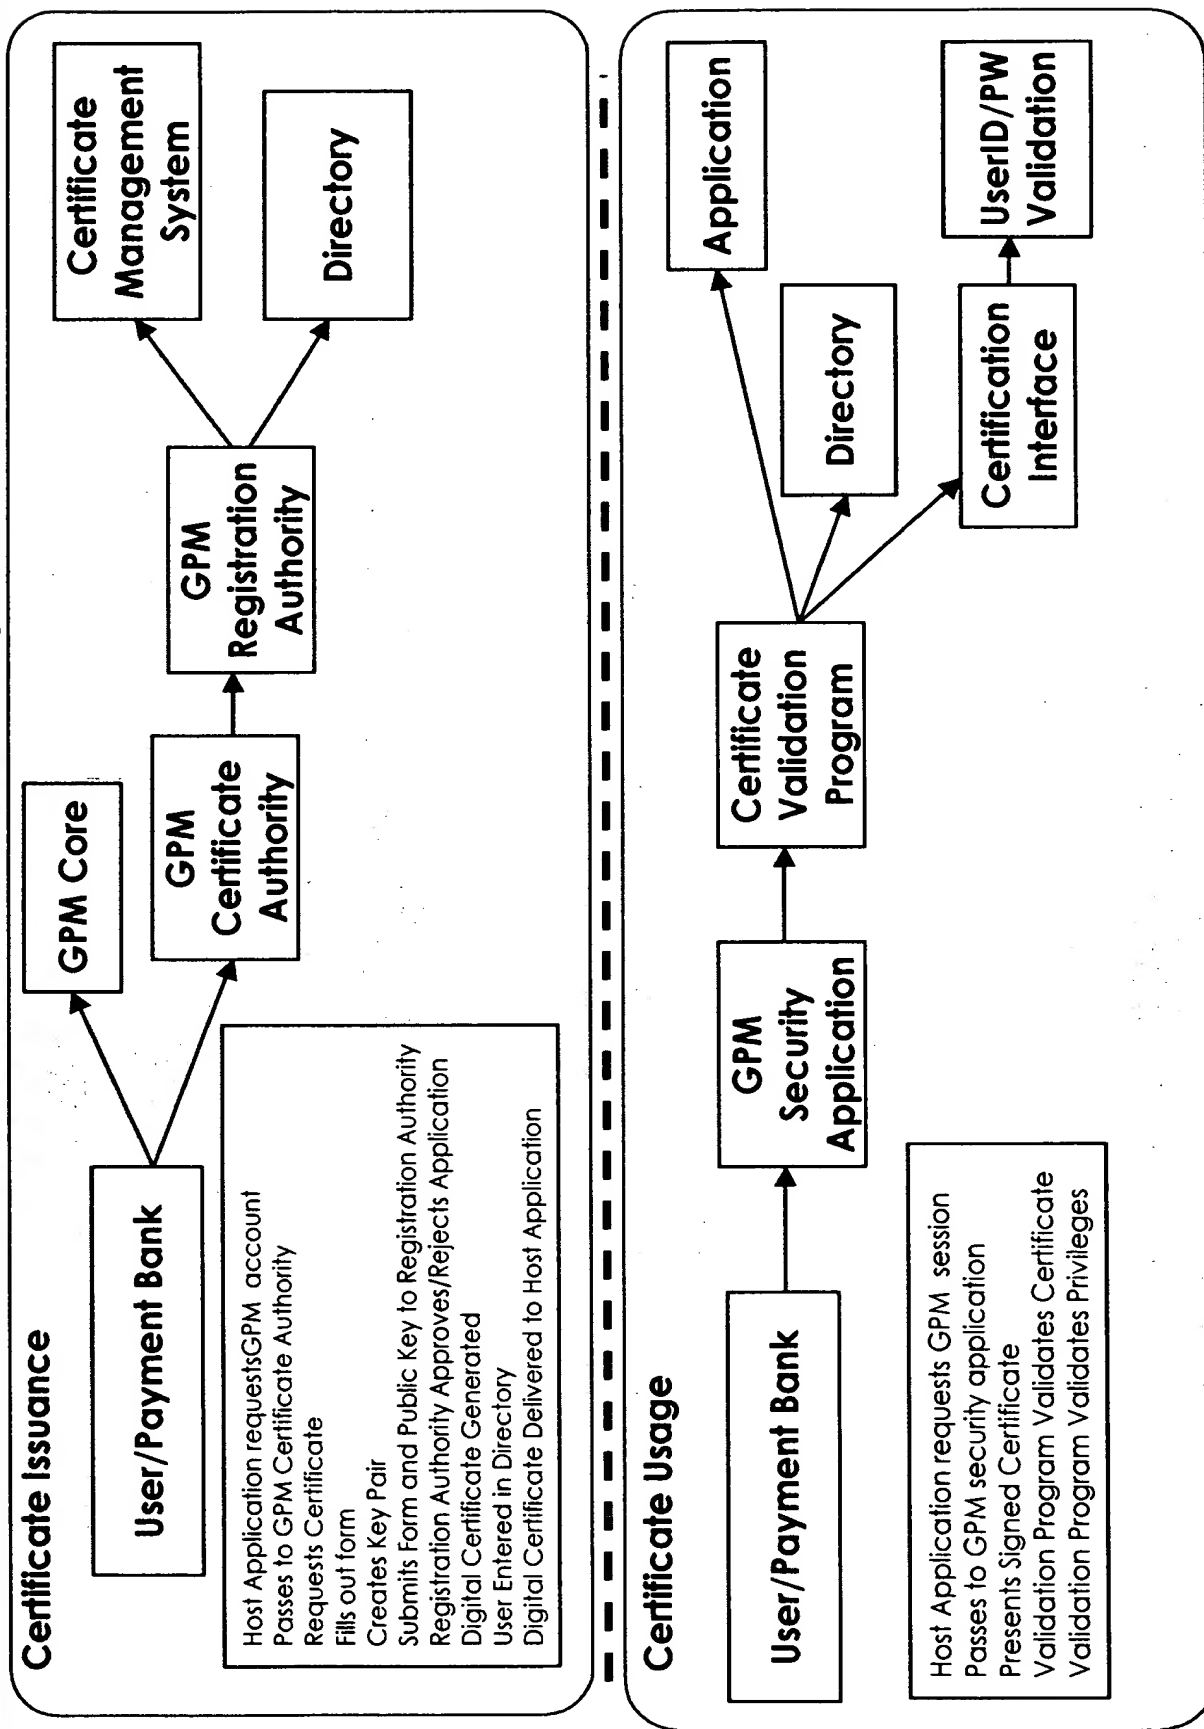 Certificate Issuance
User/Payment Bank
GPM Core
GPM
Certificate
Authority
GPM
Registration
Authority
Certificate
Management
System
Directory
Host Application requestsGPM account
Passes to GPM Certificate Authority
Requests Certificate
Fills out form
Creates Key Pair
Submits Form and Public Key to Registration Authority
Registration Authority Approves/Rejects Application
Digital Certificate Generated
User Entered in Directory
Digital Certificate Delivered to Host Application
Certificate Usage
User/Payment Bank
GPM
Security
Application
Certificate
Validation
Program
Application
Directory
Certification
Interface
UserID/PW
Validation
Host Application requests GPM session
Passes to GPM security application
Presents Signed Certificate
Validation Program Validates Certificate
Validation Program Validates Privileges